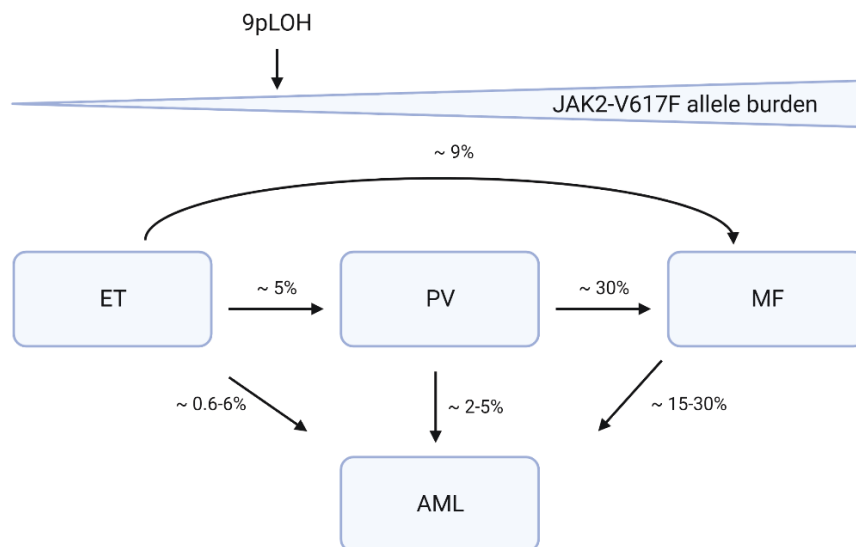 9pLOH
JAK2-V617F allele burden
~ 9%
ET
~ 5%
PV
~ 30%
MF
~ 0.6-6%
~ 2-5%
~ 15-30%
AML